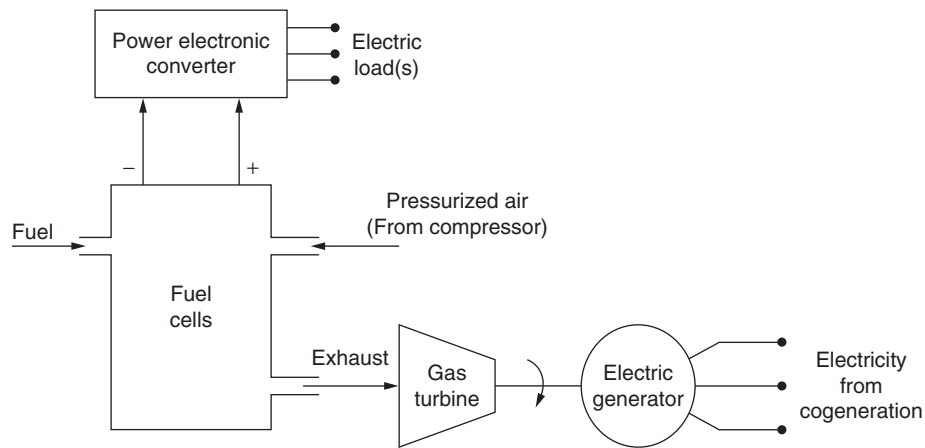 Power electronic
converter
Electric
load(s)
−
+
Fuel
Pressurized air
(From compressor)
Fuel
cells
Exhaust
Gas
turbine
Electric
generator
Electricity
from
cogeneration